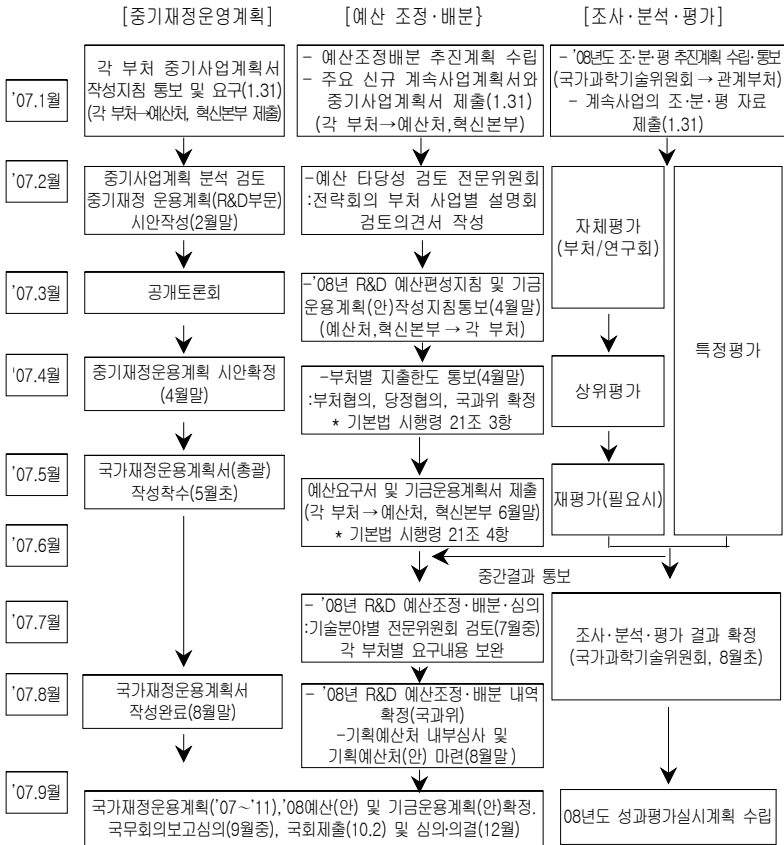 [중기재정운영계획]
[예산 조정·배분}
[조사·분석·평가]
'07.1월
각 부처 중기사업계획서
작성지침 통보 및 요구(1.31)
(각 부처→예산처, 혁신본부 제출)
- 예산조정배분 추진계획 수립
- 주요 신규 계속사업계획서와
중기사업계획서 제출(1.31)
(각 부처→예산처,혁신본부)
- '08년도 조·분·평 추진계획 수립·통보
(국가과학기술위원회 → 관계부처)
- 계속사업의 조·분·평 자료
제출(1.31)
'07.2월
중기사업계획 분석 검토
중기재정 운용계획(R&D부문)
시안작성(2월말)
-예산 타당성 검토 전문위원회
:전략회의 부처 사업별 설명회
검토의견서 작성
자체평가
(부처/연구회)
특정평가
'07.3월
공개토론회
-'08년 R&D 예산편성지침 및 기금
운용계획(안)작성지침통보(4월말)
(예산처,혁신본부 → 각 부처)
'07.4월
중기재정운용계획 시안확정
(4월말)
-부처별 지출한도 통보(4월말)
:부처협의, 당정협의, 국과위 확정
* 기본법 시행령 21조 3항
상위평가
'07.5월
국가재정운용계획서(총괄)
작성착수(5월초)
예산요구서 및 기금운용계획서 제출
(각 부처→예산처, 혁신본부 6월말)
* 기본법 시행령 21조 4항
재평가(필요시)
'07.6월
중간결과 통보
'07.7월
- '08년 R&D 예산조정·배분·심의
:기술분야별 전문위원회 검토(7월중)
각 부처별 요구내용 보완
조사·분석·평가 결과 확정
(국가과학기술위원회, 8월초)
'07.8월
국가재정운용계획서
작성완료(8월말)
- '08년 R&D 예산조정·배분 내역
확정(국과위)
-기획예산처 내부심사 및
기획예산처(안) 마련(8월말)
'07.9월
국가재정운용계획('07~'11),'08예산(안) 및 기금운용계획(안)확정.
국무회의보고심의(9월중), 국회제출(10.2) 및 심의·의결(12월)
08년도 성과평가실시계획 수립